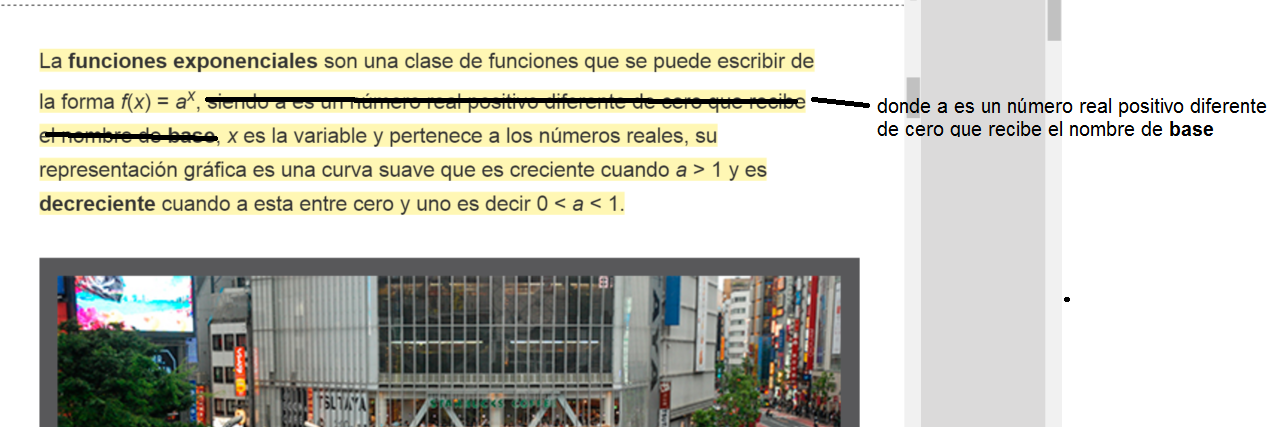 La funciones exponenciales son una clase de funciones que se puede escribir de
la forma f(x) = aˣ, siendo a es un número real positivo diferente de cero que recibe
el nombre de base, x es la variable y pertenece a los números reales, su
representación gráfica es una curva suave que es creciente cuando a > 1 y es
decreciente cuando a esta entre cero y uno es decir 0 < a < 1.
donde a es un número real positivo diferente
de cero que recibe el nombre de base
TSUTAYA
STARBUCKS COFFEE